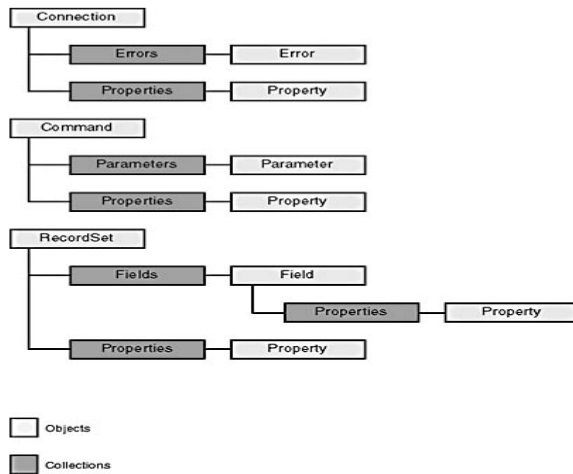 Connection
Errors Error
Properties Property
Command
Parameters Parameter
Properties Property
RecordSet
Fields Field
Properties Property
Properties Property
Objects
Collections